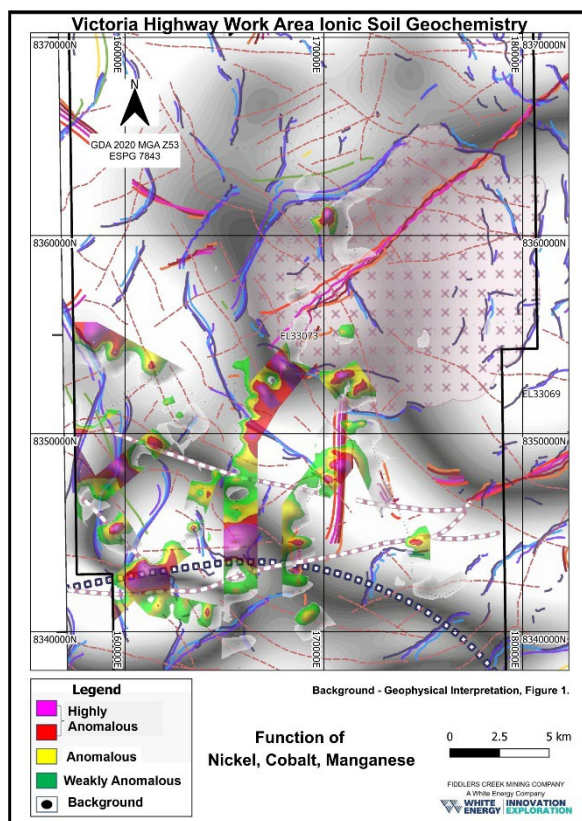 Victoria Highway Work Area Ionic Soil Geochemistry
8370000N
160000E
170000E
180000E
8370000N
N
GDA 2020 MGA Z53
ESPG 7843
8360000N
8360000N
EL33073
EL33069
8350000N
8350000N
8340000N
160000E
170000E
180000E
8340000N
Legend
Highly
Anomalous
Anomalous
Weakly Anomalous
Background
Background - Geophysical Interpretation, Figure 1.
Function of
Nickel, Cobalt, Manganese
0 2.5 5 km
FIDDLERS CREEK MINING COMPANY
A White Energy Company
WHITE ENERGY INNOVATION EXPLORATION